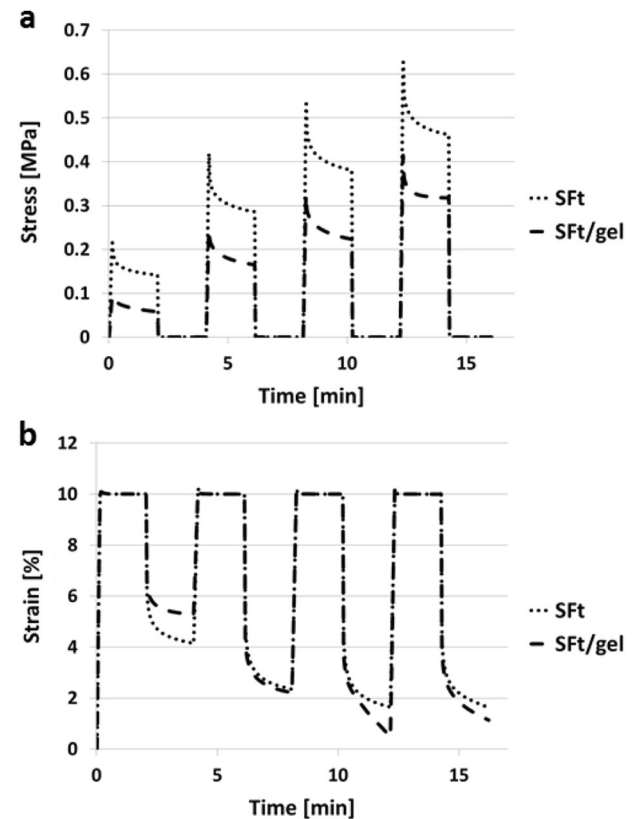 a
0.7
0.6
0.5
0.4
0.3
0.2
0.1
0
Stress [MPa]
0 5 10 15
Time [min]
SFt
SFt/gel
b
12
10
8
6
4
2
0
Strain [%]
0 5 10 15
Time [min]
SFt
SFt/gel